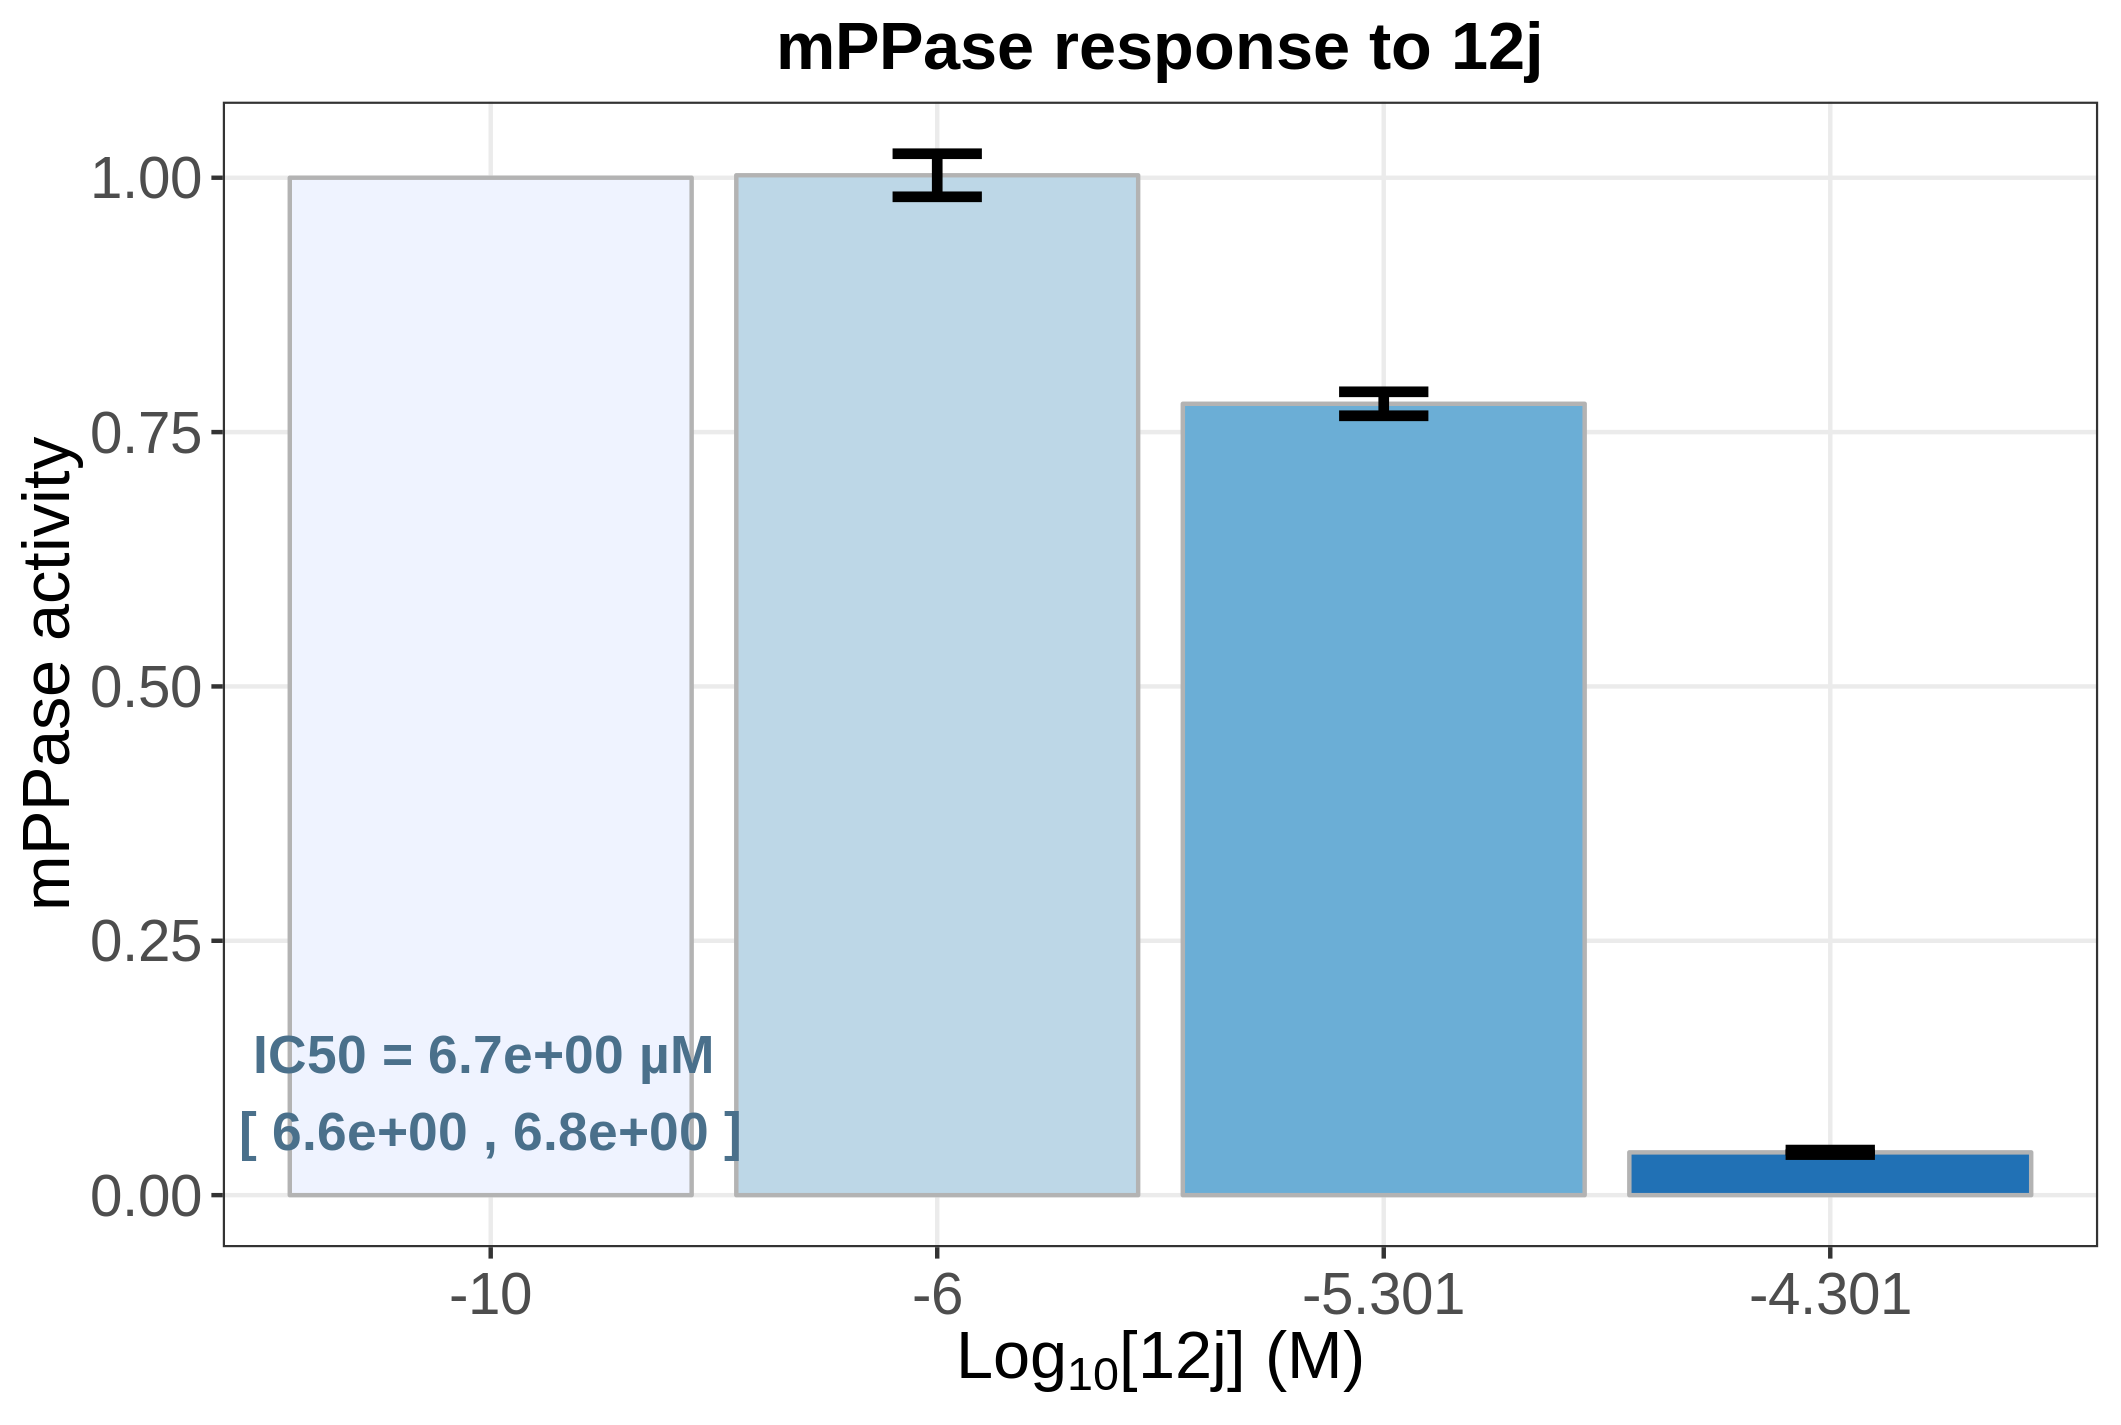 mPPase response to 12j
mPPase activity
1.00
0.75
0.50
0.25
0.00
IC50 = 6.7e+00 µM
[ 6.6e+00 , 6.8e+00 ]
-10
-6
-5.301
-4.301
Log₁₀[12j] (M)